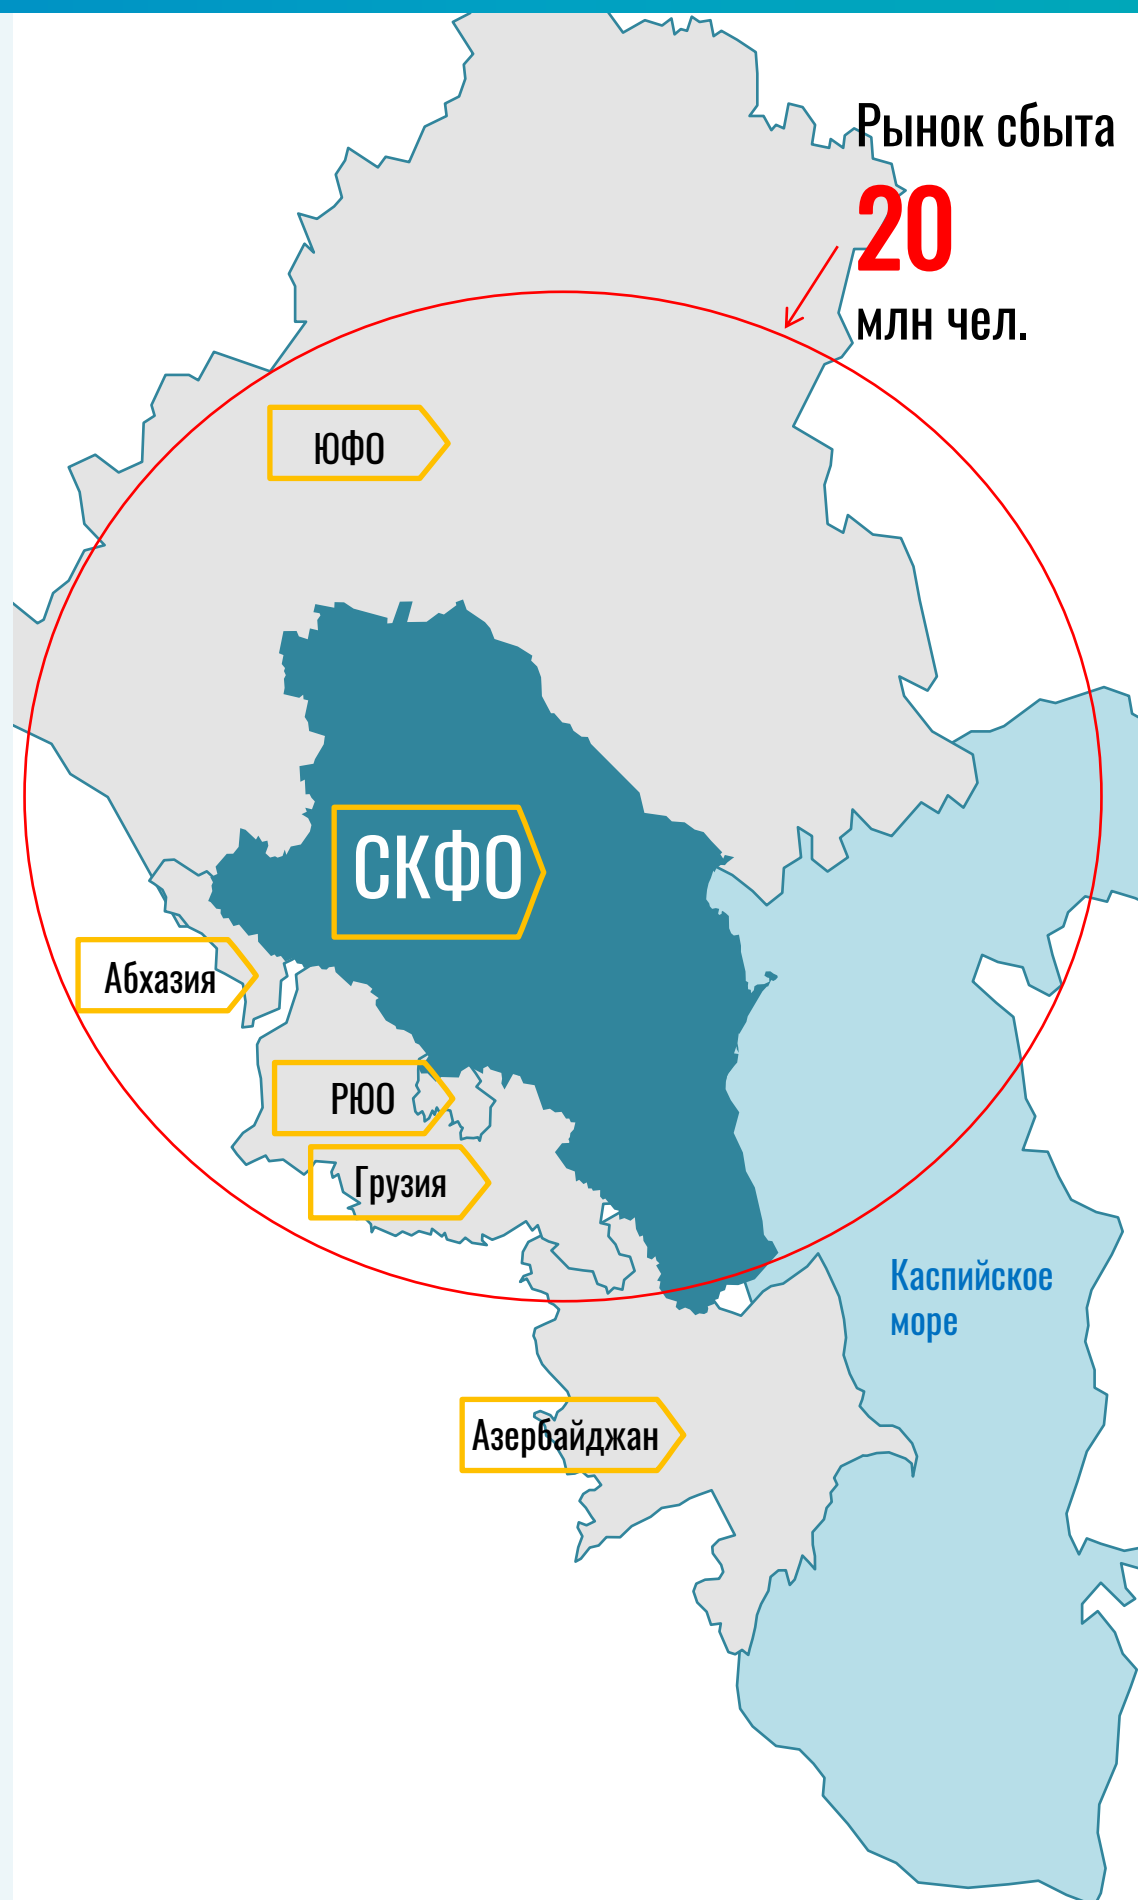 Рынок сбыта
20
млн чел.
ЮФО
СКФО
Абхазия
РЮО
Грузия
Каспийское
море
Азербайджан